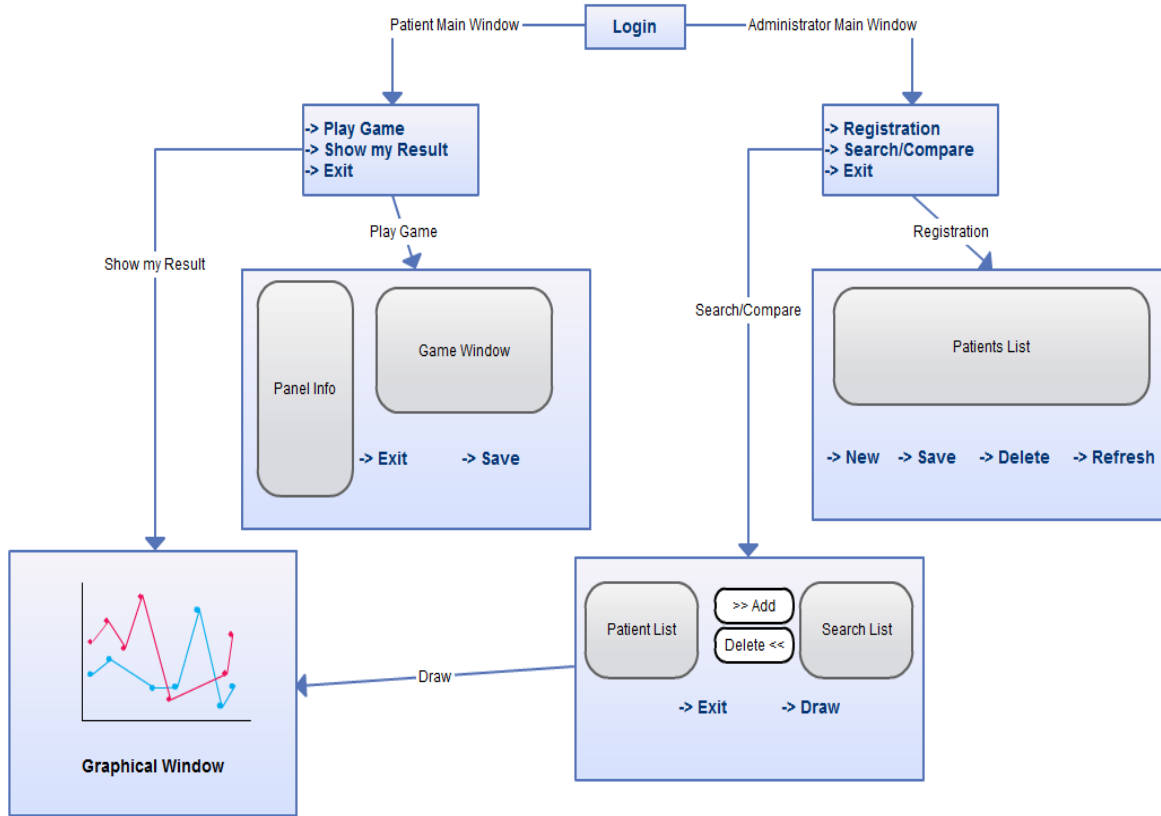 Patient Main Window
Login
Administrator Main Window
-> Play Game
-> Show my Result
-> Exit
-> Registration
-> Search/Compare
-> Exit
Play Game
Registration
Show my Result
Search/Compare
Panel Info
Game Window
-> Exit
-> Save
Patients List
-> New
-> Save
-> Delete
-> Refresh
Graphical Window
Draw
Patient List
>> Add
Delete <<
Search List
-> Exit
-> Draw